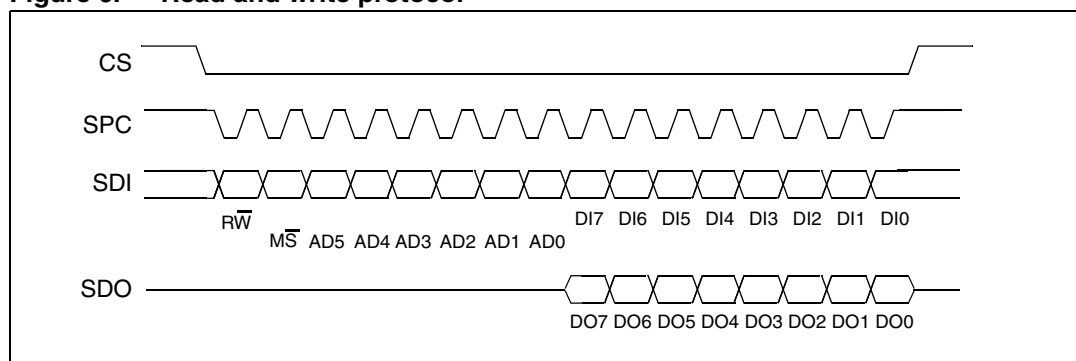 Figure 6. Read and write protocol
CS
SPC
SDI
RW̅
DI7 DI6 DI5 DI4 DI3 DI2 DI1 DI0
MS̅ AD5 AD4 AD3 AD2 AD1 AD0
SDO
DO7 DO6 DO5 DO4 DO3 DO2 DO1 DO0